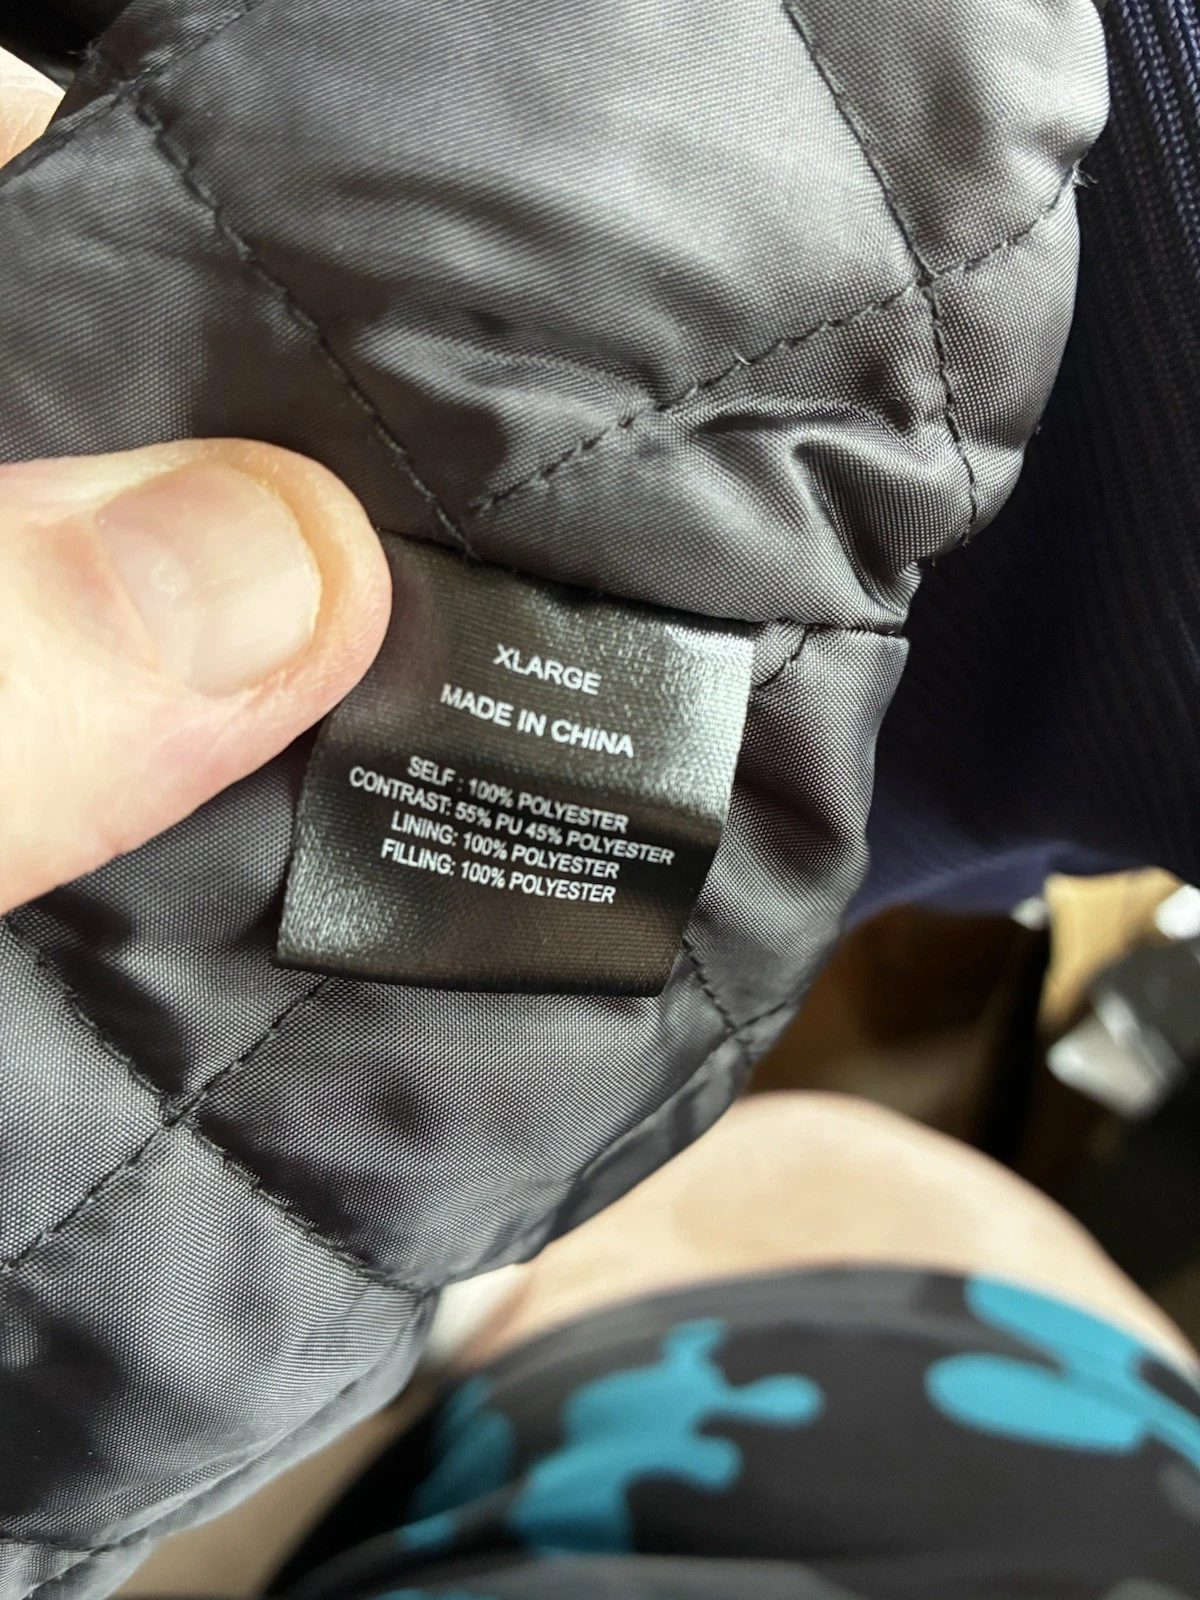 XLARGE
MADE IN CHINA
SELF : 100% POLYESTER
CONTRAST: 55% PU 45% POLYESTER
LINING: 100% POLYESTER
FILLING: 100% POLYESTER